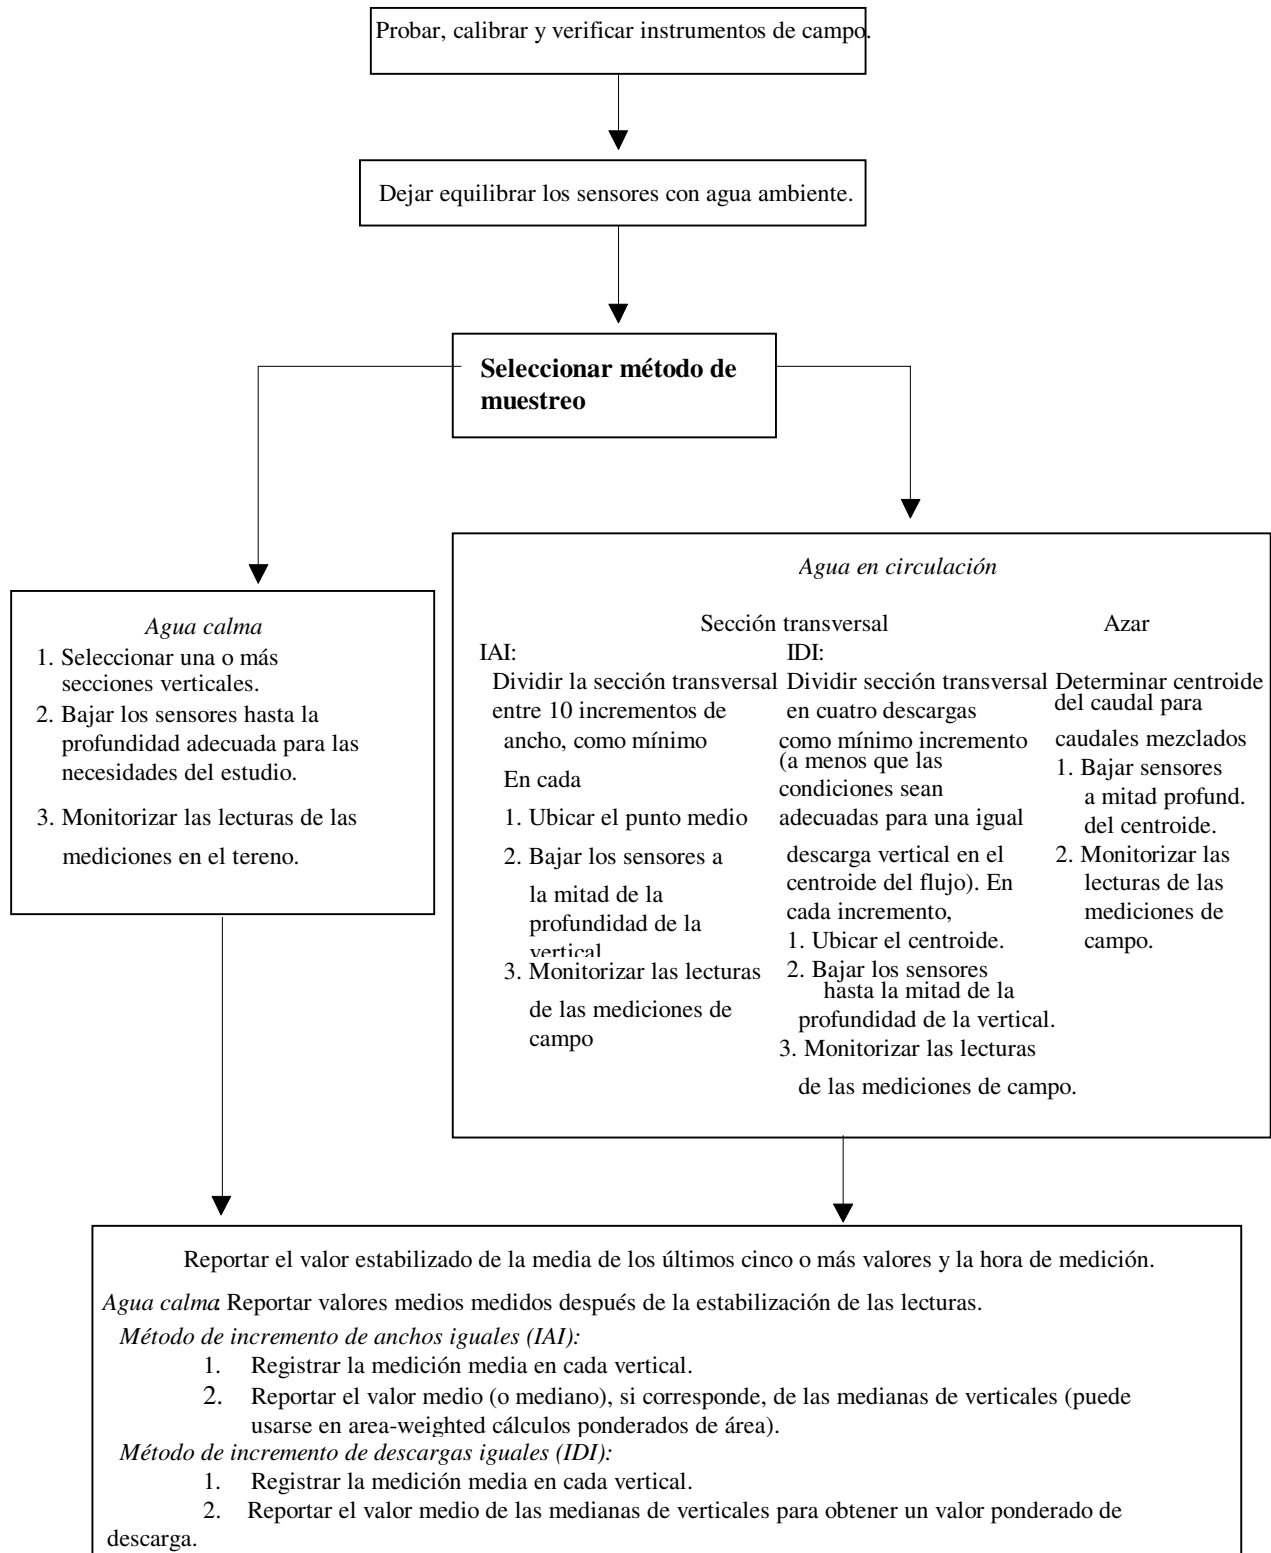 Probar, calibrar y verificar instrumentos de campo.
Dejar equilibrar los sensores con agua ambiente.
Seleccionar método de
muestreo
Agua calma
1. Seleccionar una o más
secciones verticales.
2. Bajar los sensores hasta la
profundidad adecuada para las
necesidades del estudio.
3. Monitorizar las lecturas de las
mediciones en el tereno.
Agua en circulación
Sección transversal
IAI:
Dividir la sección transversal
entre 10 incrementos de
ancho, como mínimo
En cada
1. Ubicar el punto medio
2. Bajar los sensores a
la mitad de la
profundidad de la
vertical
3. Monitorizar las lecturas
de las mediciones de
campo
IDI:
Dividir sección transversal
en cuatro descargas
como mínimo incremento
(a menos que las
condiciones sean
adecuadas para una igual
descarga vertical en el
centroide del flujo). En
cada incremento,
1. Ubicar el centroide.
2. Bajar los sensores
hasta la mitad de la
profundidad de la vertical.
3. Monitorizar las lecturas
de las mediciones de campo.
Azar
Determinar centroide
del caudal para
caudales mezclados
1. Bajar sensores
a mitad profund.
del centroide.
2. Monitorizar las
lecturas de las
mediciones de
campo.
Reportar el valor estabilizado de la media de los últimos cinco o más valores y la hora de medición.
Agua calma: Reportar valores medios medidos después de la estabilización de las lecturas.
Método de incremento de anchos iguales (IAI):
1. Registrar la medición media en cada vertical.
2. Reportar el valor medio (o mediano), si corresponde, de las medianas de verticales (puede
usarse en area-weighted cálculos ponderados de área).
Método de incremento de descargas iguales (IDI):
1. Registrar la medición media en cada vertical.
2. Reportar el valor medio de las medianas de verticales para obtener un valor ponderado de
descarga.